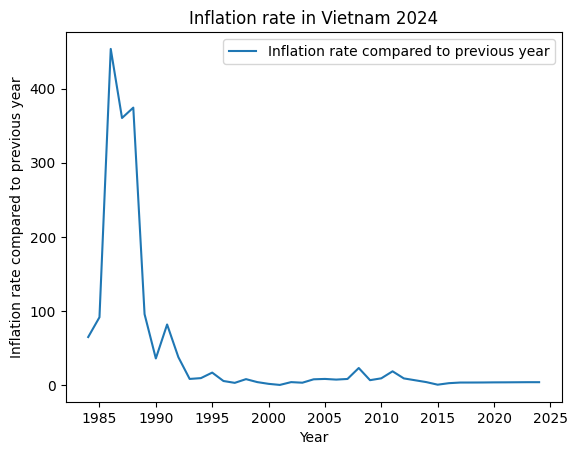 Inflation rate in Vietnam 2024
Inflation rate compared to previous year
Inflation rate compared to previous year
400
300
200
100
0
1985 1990 1995 2000 2005 2010 2015 2020 2025
Year